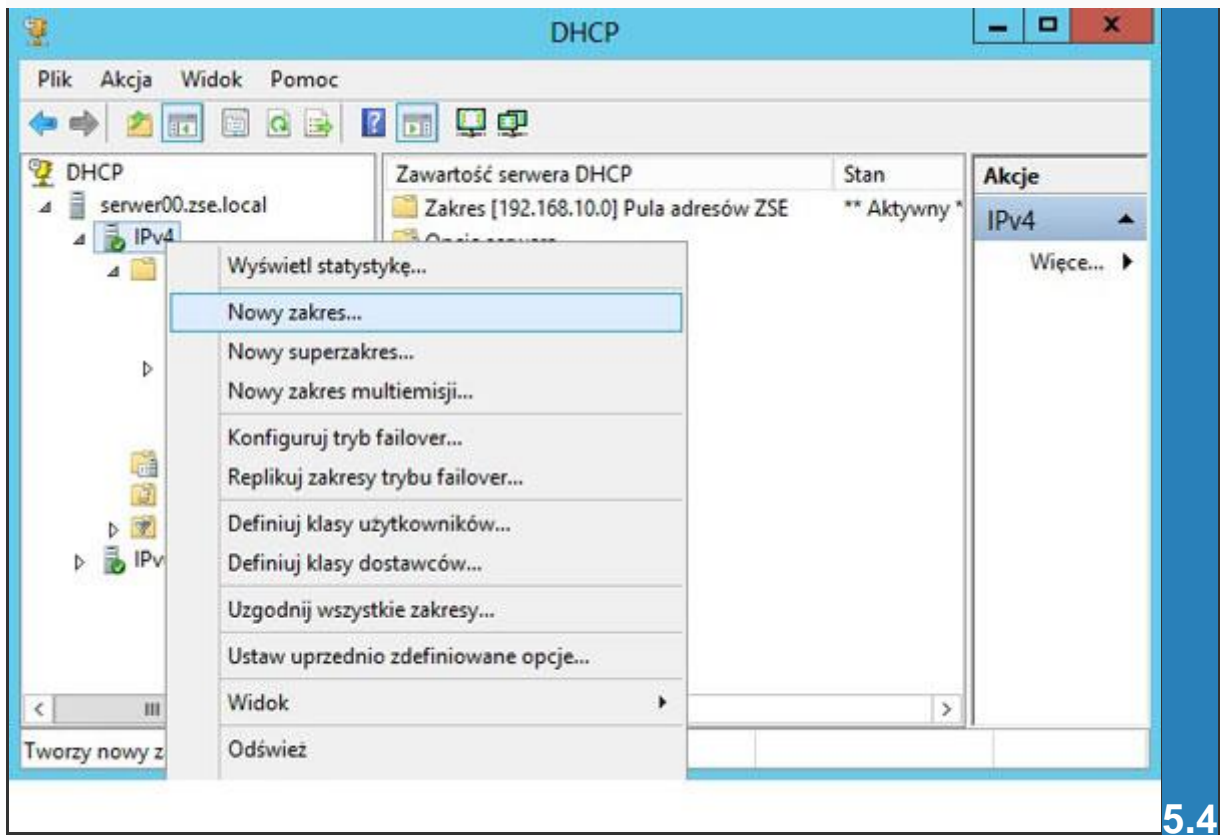 DHCP
Plik Akcja Widok Pomoc
DHCP
serwer00.zse.local
IPv4
IPv
Zawartość serwera DHCP Stan
Zakres [192.168.10.0] Pula adresów ZSE ** Aktywny *
Akcje
IPv4
Więce...
Wyświetl statystykę...
Nowy zakres...
Nowy superzakres...
Nowy zakres multiemisji...
Konfiguruj tryb failover...
Replikuj zakresy trybu failover...
Definiuj klasy użytkowników...
Definiuj klasy dostawców...
Uzgodnij wszystkie zakresy...
Ustaw uprzednio zdefiniowane opcje...
Widok
Odśwież
Tworzy nowy z
5.4